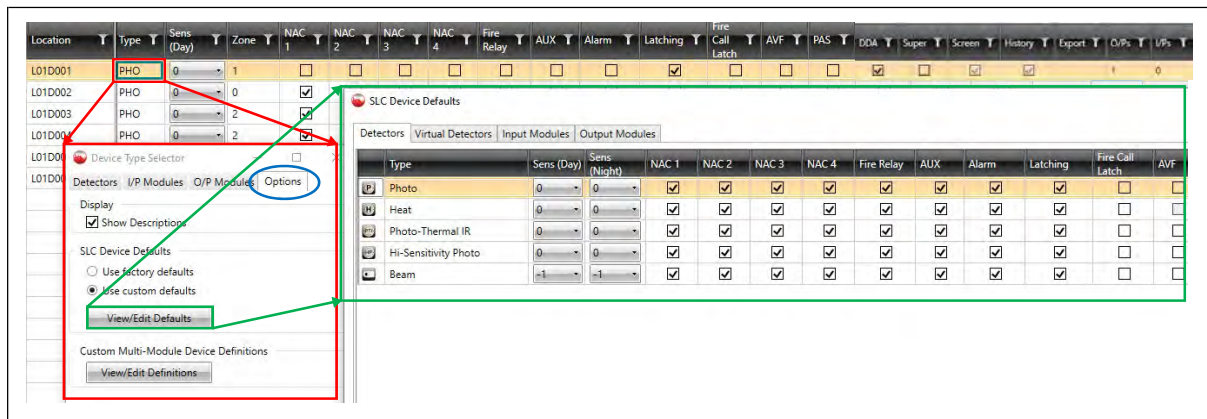 Location Type Sens (Day) Zone NAC 1 NAC 2 NAC 3 NAC 4 Fire Relay AUX Alarm Latching Fire Call Latch AVF PAS DDA Super Screen History Export O/Ps I/Ps
L01D001 PHO 0 1 1 0
L01D002 PHO 0 0
L01D003 PHO 0 2
L01D004 PHO 0 2
L01D00
L01D00
Device Type Selector
Detectors I/P Modules O/P Modules Options
Display
Show Descriptions
SLC Device Defaults
Use factory defaults
Use custom defaults
View/Edit Defaults
Custom Multi-Module Device Definitions
View/Edit Definitions
SLC Device Defaults
Detectors Virtual Detectors Input Modules Output Modules
Type Sens (Day) Sens (Night) NAC 1 NAC 2 NAC 3 NAC 4 Fire Relay AUX Alarm Latching Fire Call Latch AVF
P Photo 0 0
H Heat 0 0
Photo-Thermal IR 0 0
Hi-Sensitivity Photo 0 0
Beam -1 -1